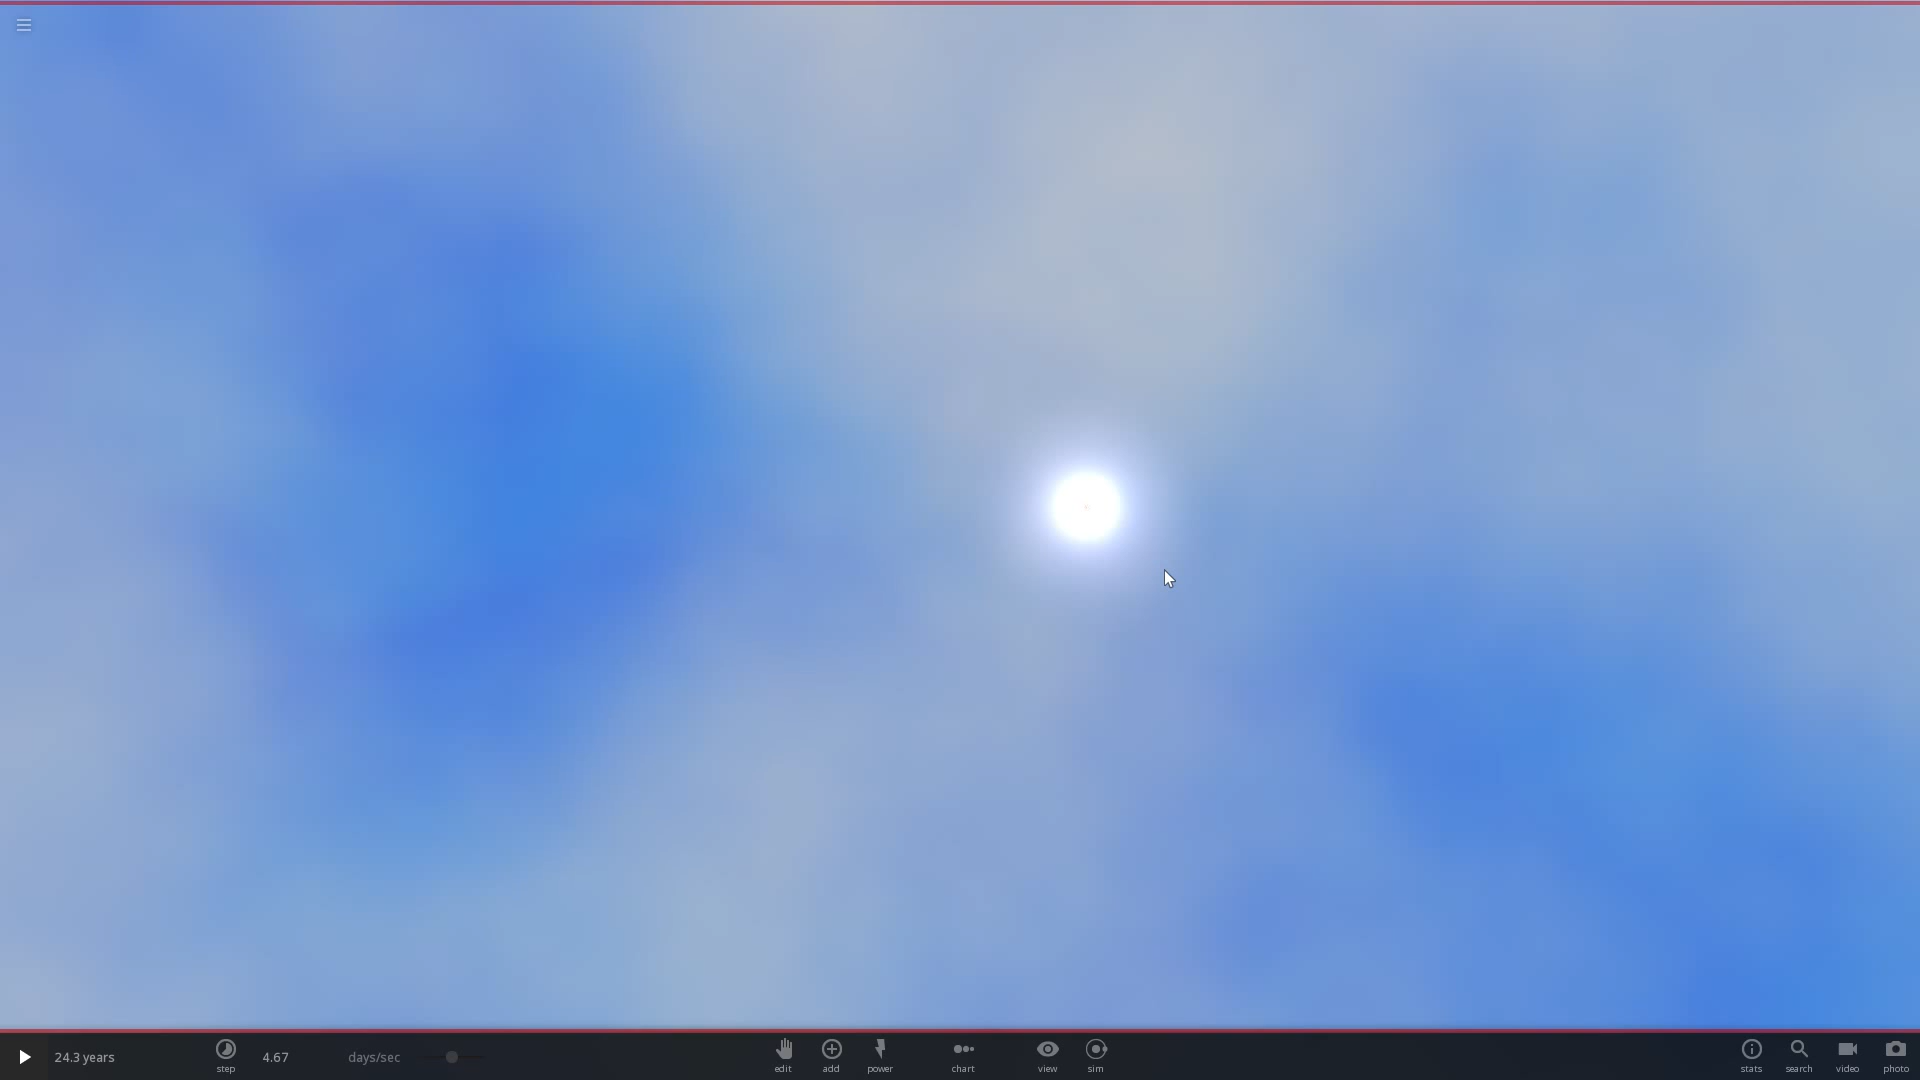 24.3 years
step
4.67
days/sec
edit
add
power
chart
view
sim
stats
search
video
photo